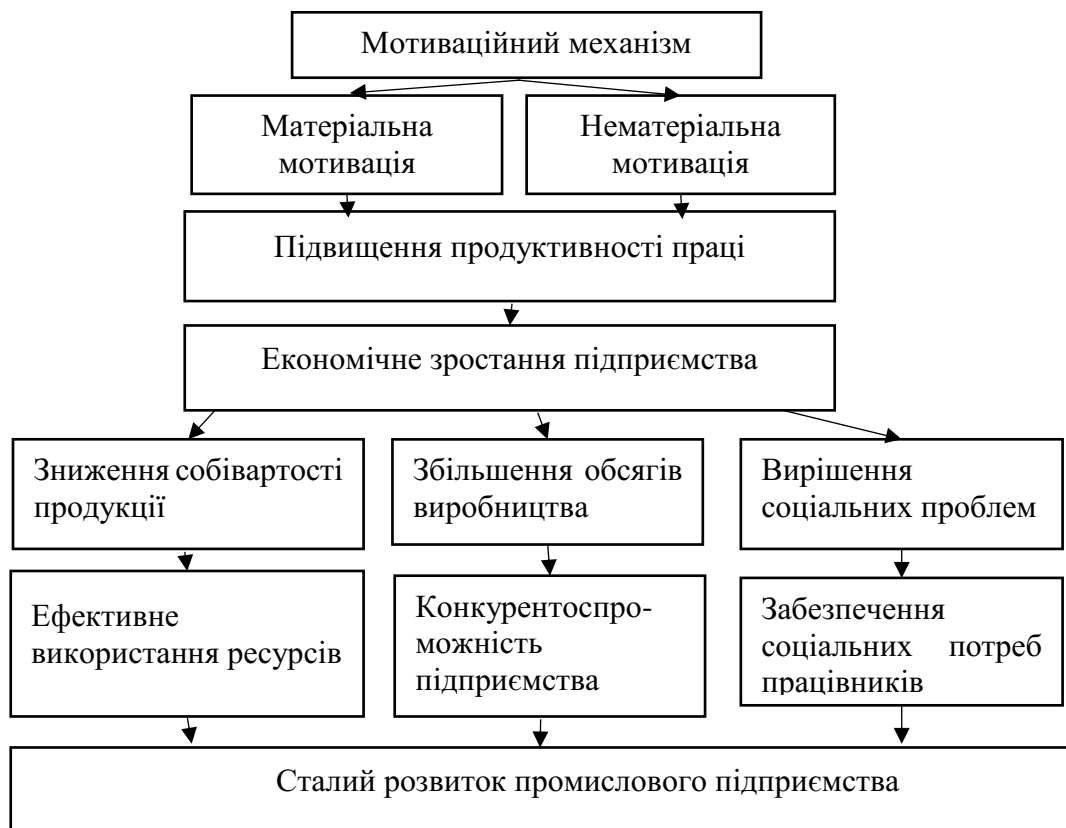 Мотиваційний механізм
Матеріальна
мотивація
Нематеріальна
мотивація
Підвищення продуктивності праці
Економічне зростання підприємства
Зниження собівартості
продукції
Збільшення обсягів
виробництва
Вирішення
соціальних проблем
Ефективне
використання ресурсів
Конкурентоспро-
можність
підприємства
Забезпечення
соціальних потреб
працівників
Сталий розвиток промислового підприємства